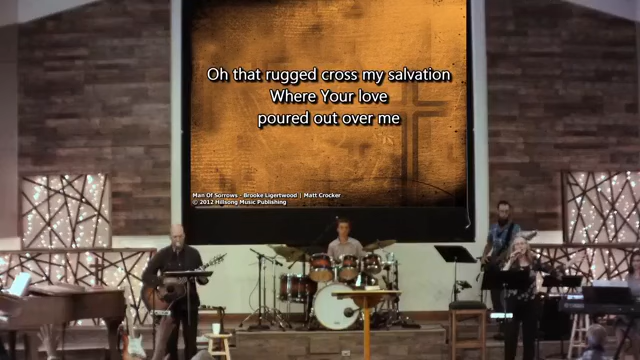 Oh that rugged cross my salvation
Where Your love
poured out over me
Man Of Sorrows - Brooke Ligertwood | Matt Crocker
© 2012 Hillsong Music Publishing